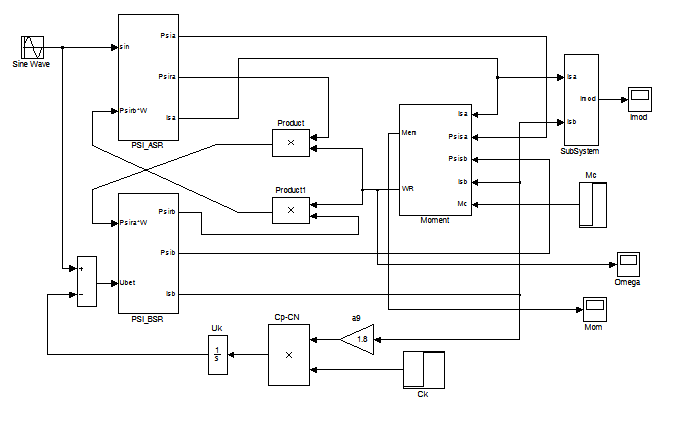 Sine Wave
sin
Psirb*W
Psia
Psira
Isa
PSI_ASR
Product
×
Product1
×
Mem
WR
Isa
Psisa
Psisb
Isb
Mc
Moment
Isa
Isb
Imod
SubSystem
Imod
Mc
Psira*W
Ubet
Psirb
Psib
Isb
PSI_BSR
+
−
Omega
Mom
Uk
1
s
Cp-CN
×
a9
1.8
Ck